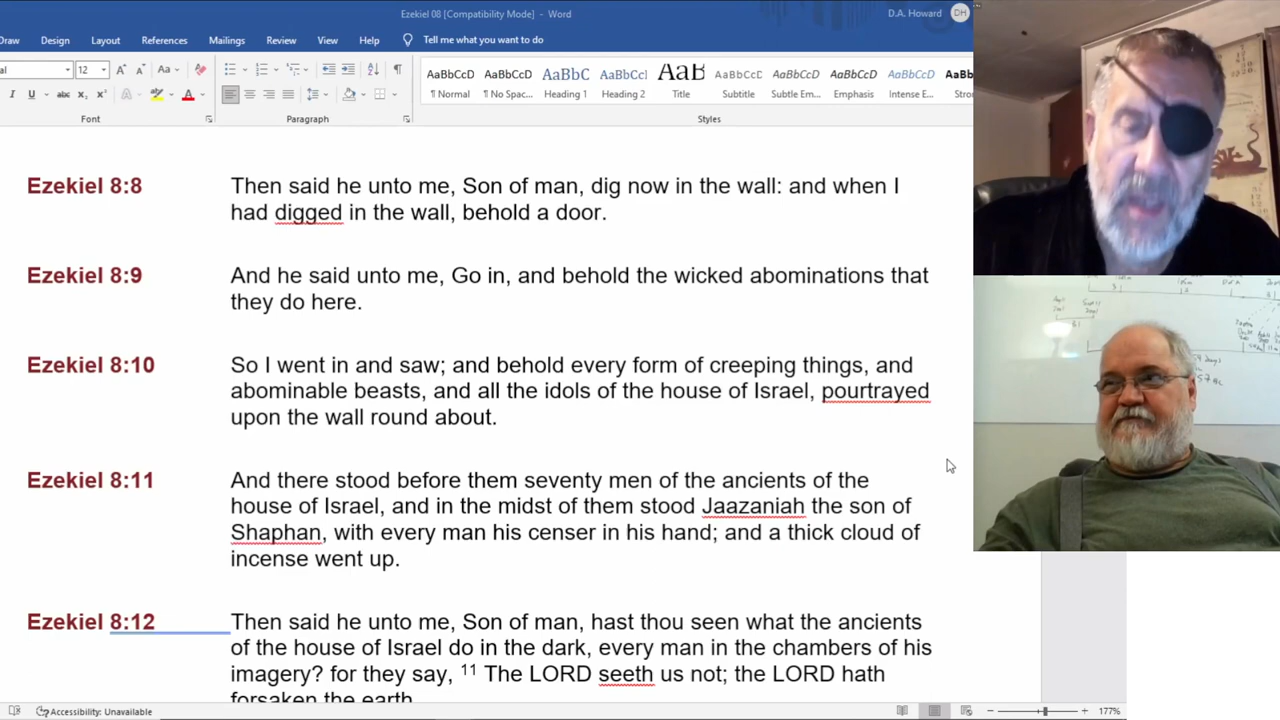 Ezekiel 08 [Compatibility Mode] - Word
D.A. Howard DH
Draw Design Layout References Mailings Review View Help Tell me what you want to do
12 Aa
AaBbCcD AaBbCcD AaBbC AaBbCcl AaB AaBbCcD AaBbCcD AaBbCcD AaBbCcD
¶ Normal ¶ No Spac... Heading 1 Heading 2 Title Subtitle Subtle Em... Emphasis Intense E...
Font Paragraph Styles
Ezekiel 8:8 Then said he unto me, Son of man, dig now in the wall: and when I
had digged in the wall, behold a door.
Ezekiel 8:9 And he said unto me, Go in, and behold the wicked abominations that
they do here.
Ezekiel 8:10 So I went in and saw; and behold every form of creeping things, and
abominable beasts, and all the idols of the house of Israel, pourtrayed
upon the wall round about.
Ezekiel 8:11 And there stood before them seventy men of the ancients of the
house of Israel, and in the midst of them stood Jaazaniah the son of
Shaphan, with every man his censer in his hand; and a thick cloud of
incense went up.
Ezekiel 8:12 Then said he unto me, Son of man, hast thou seen what the ancients
of the house of Israel do in the dark, every man in the chambers of his
imagery? for they say, 11 The LORD seeth us not; the LORD hath
forsaken the earth
Accessibility: Unavailable
177%